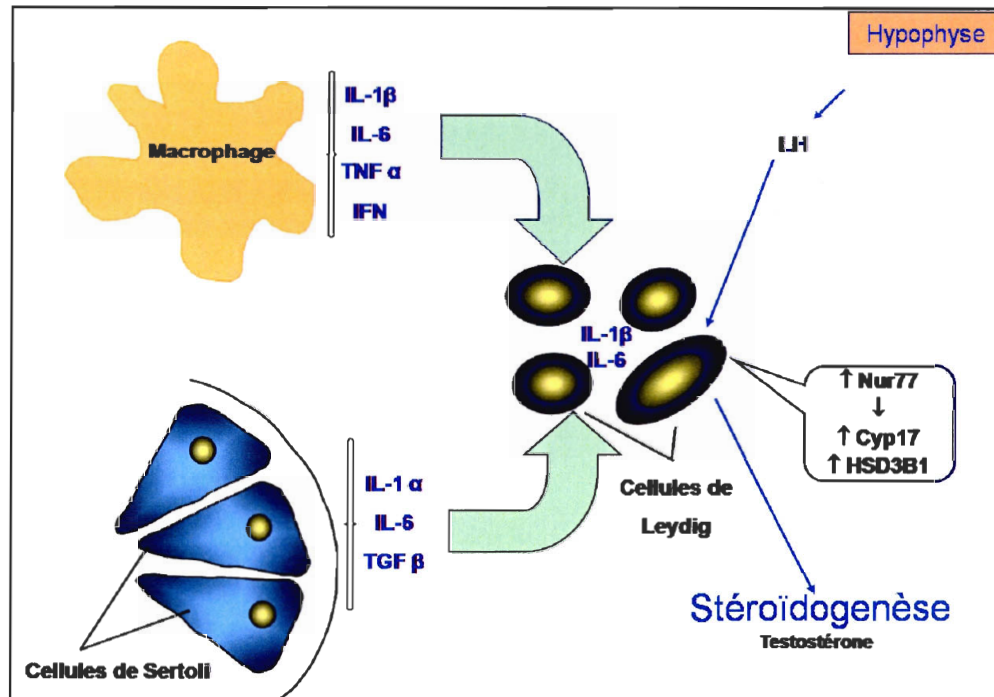 Hypophyse
LH
Macrophage
IL-1β
IL-6
TNF α
IFN
IL-1β
IL-6
↑ Nur77
↓
↑ Cyp17
↑ HSD3B1
IL-1 α
IL-6
TGF β
Cellules de
Leydig
Cellules de Sertoli
Stéroïdogenèse
Testostérone